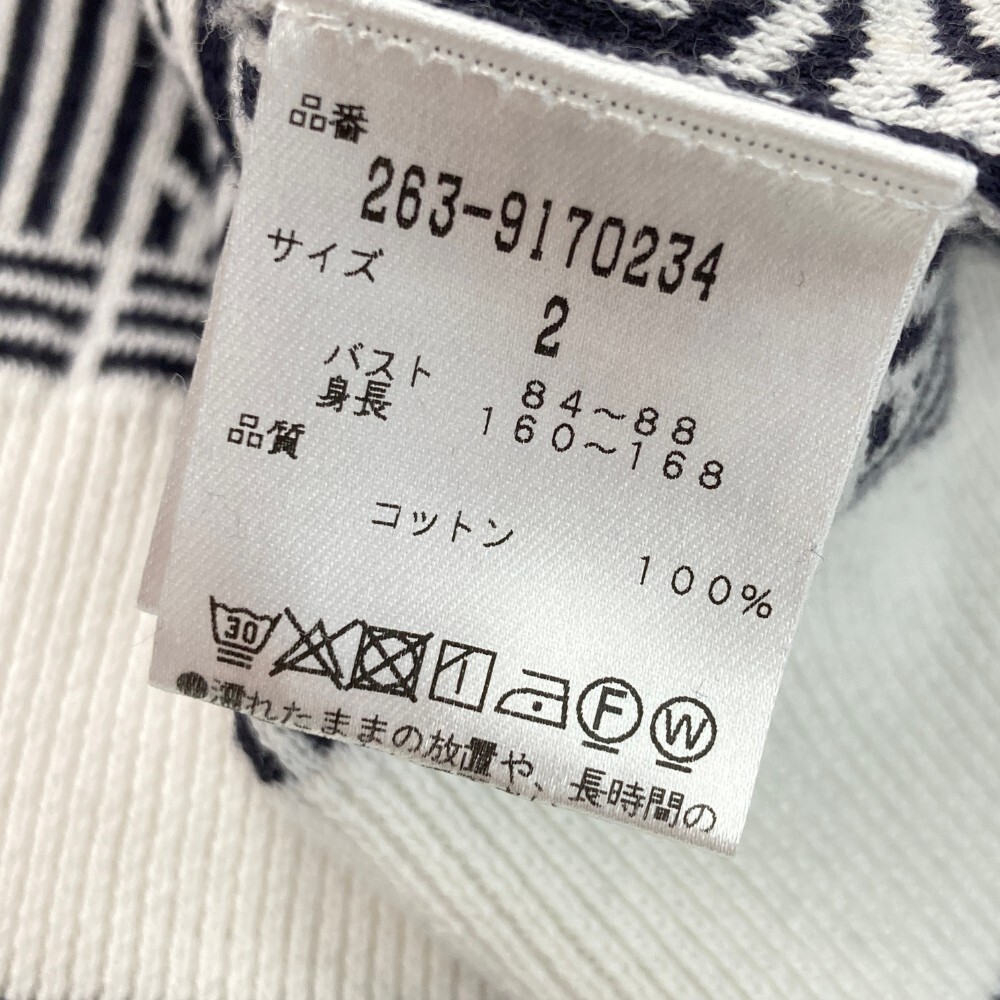 品番
263-9170234
サイズ
2
バスト 84～88
身長 160～168
品質
コットン 100%
30 1 F W
●濡れたままの放置や、長時間の